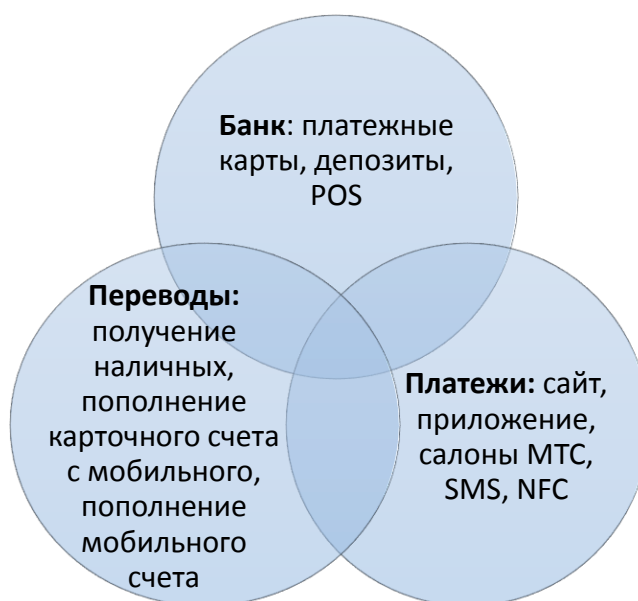 Банк: платежные
карты, депозиты,
POS
Переводы:
получение
наличных,
пополнение
карточного счета
с мобильного,
пополнение
мобильного
счета
Платежи: сайт,
приложение,
салоны МТС,
SMS, NFC